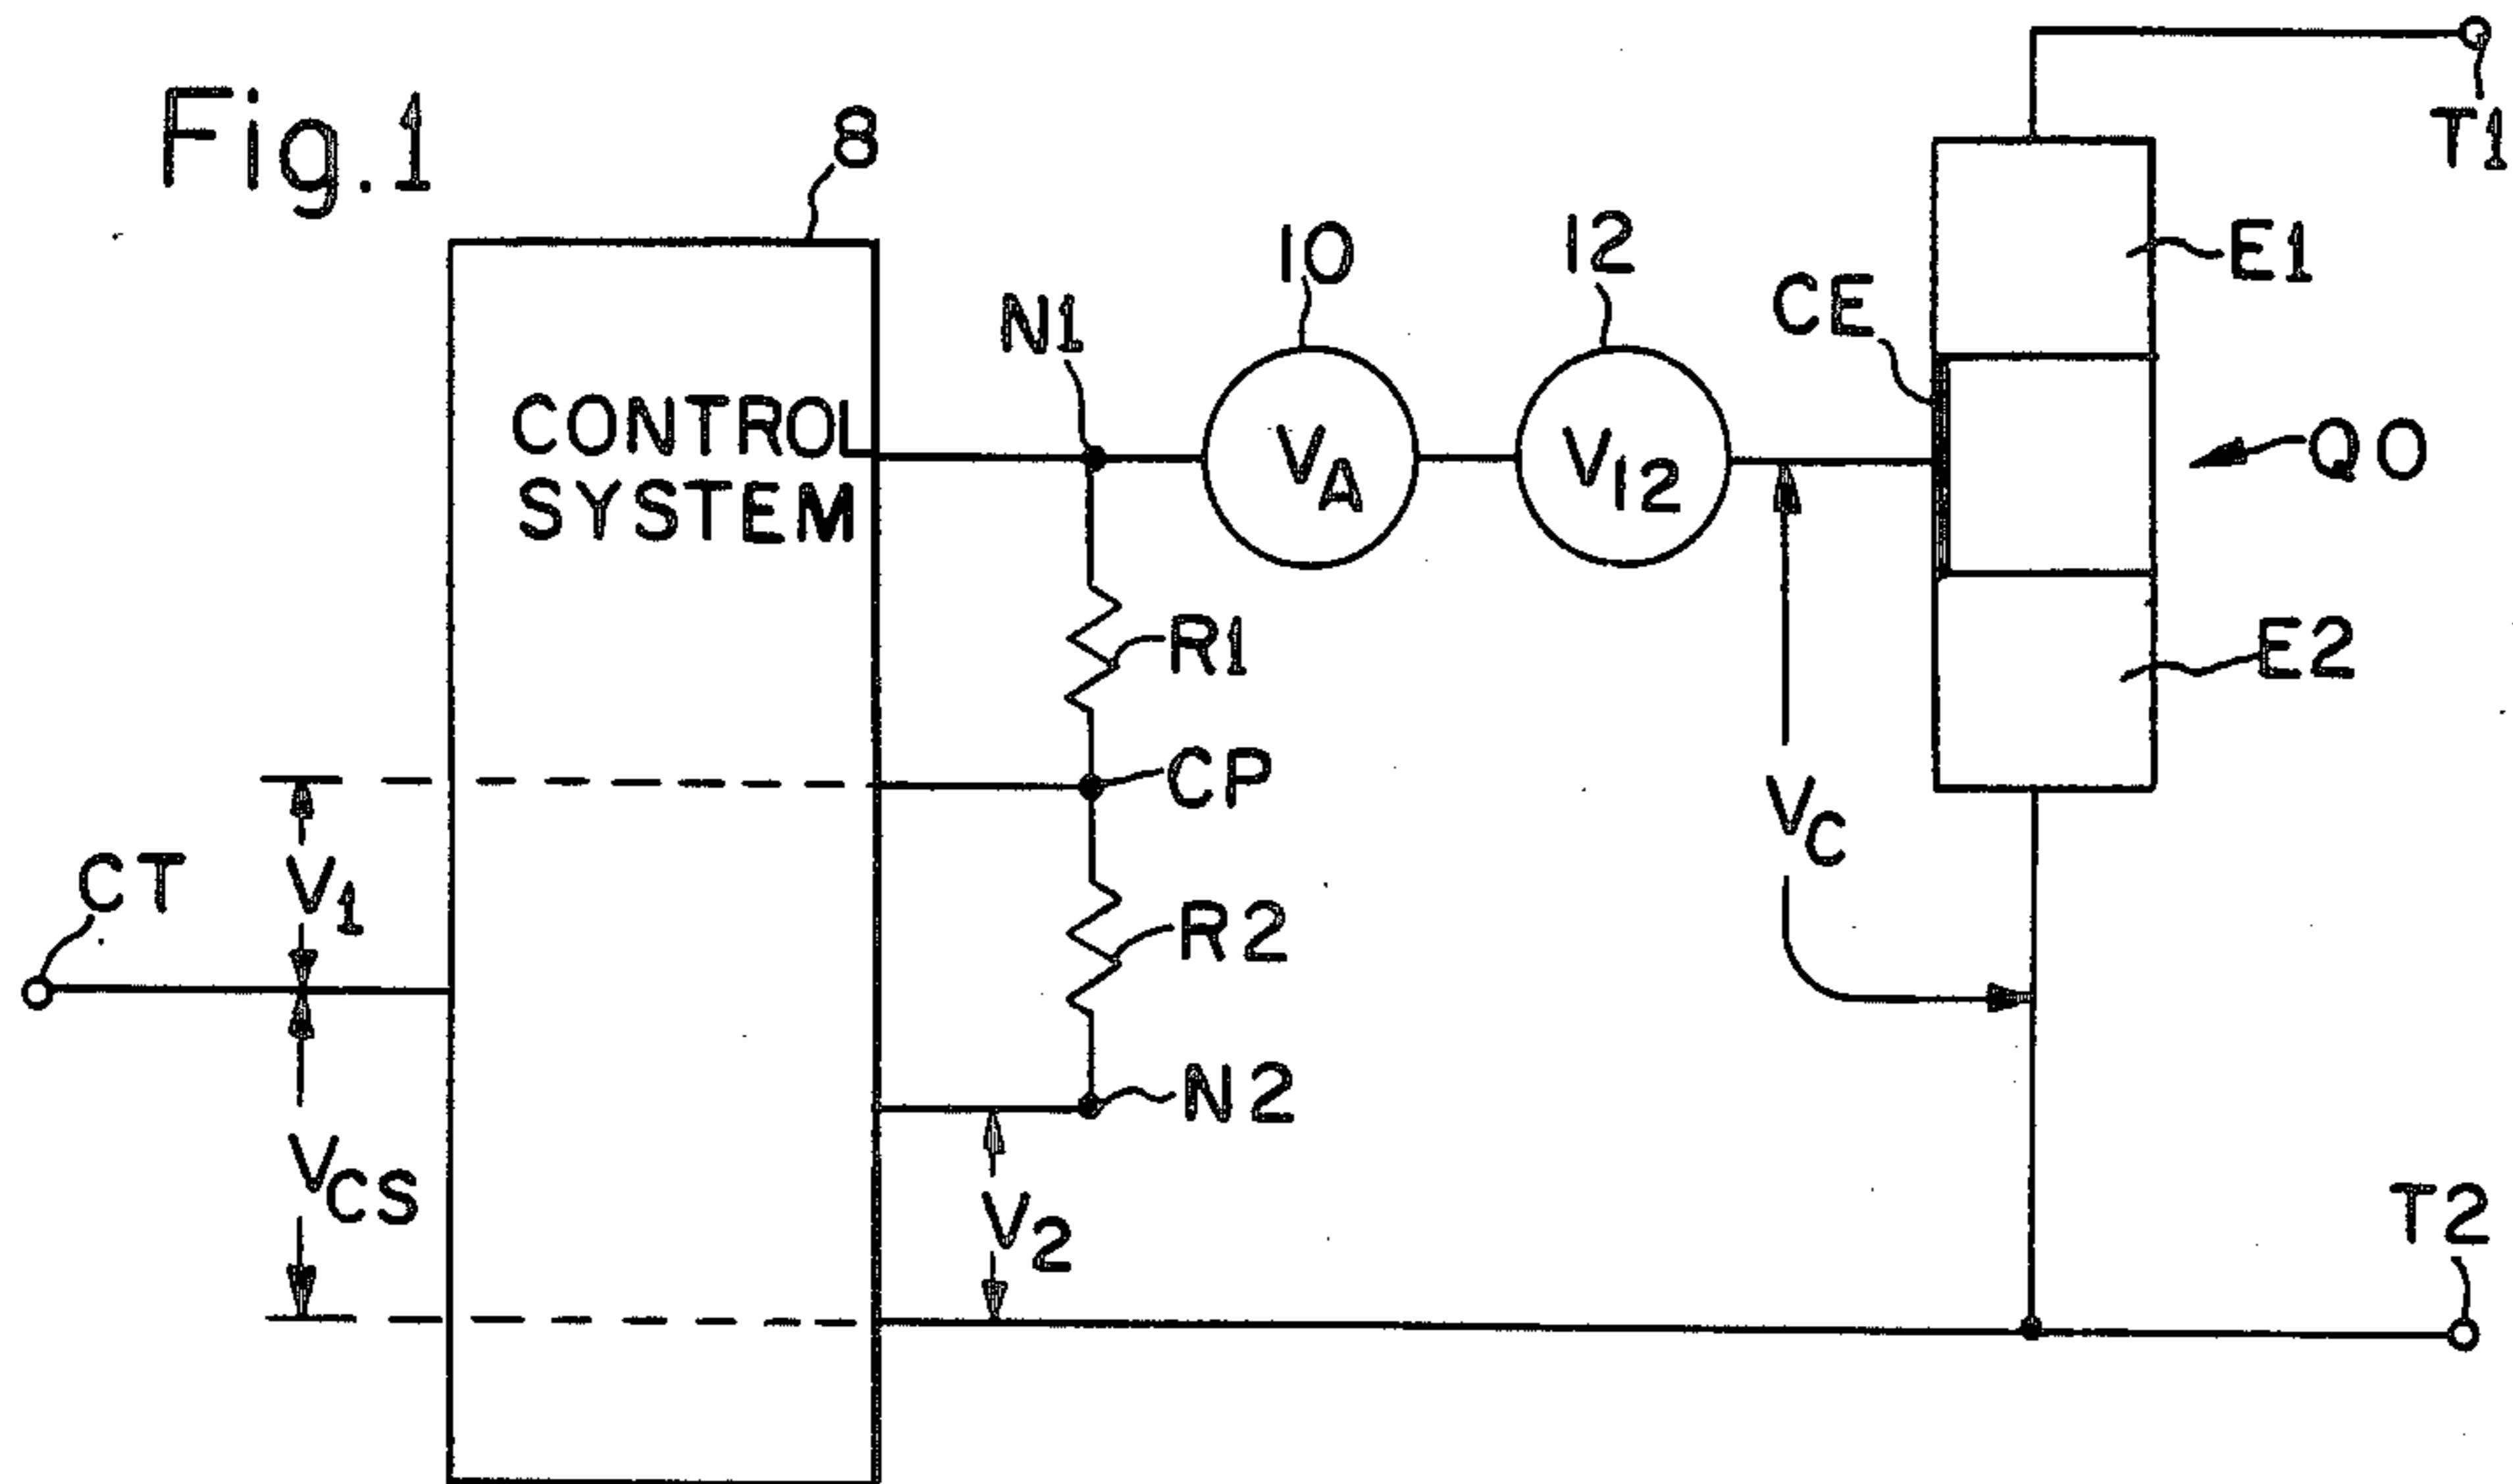 Fig.1
8
T1
10
12
E1
N1
CE
CONTROL
SYSTEM
VA
V12
QO
R1
E2
CP
VC
CT
V1
R2
N2
VCS
V2
T2